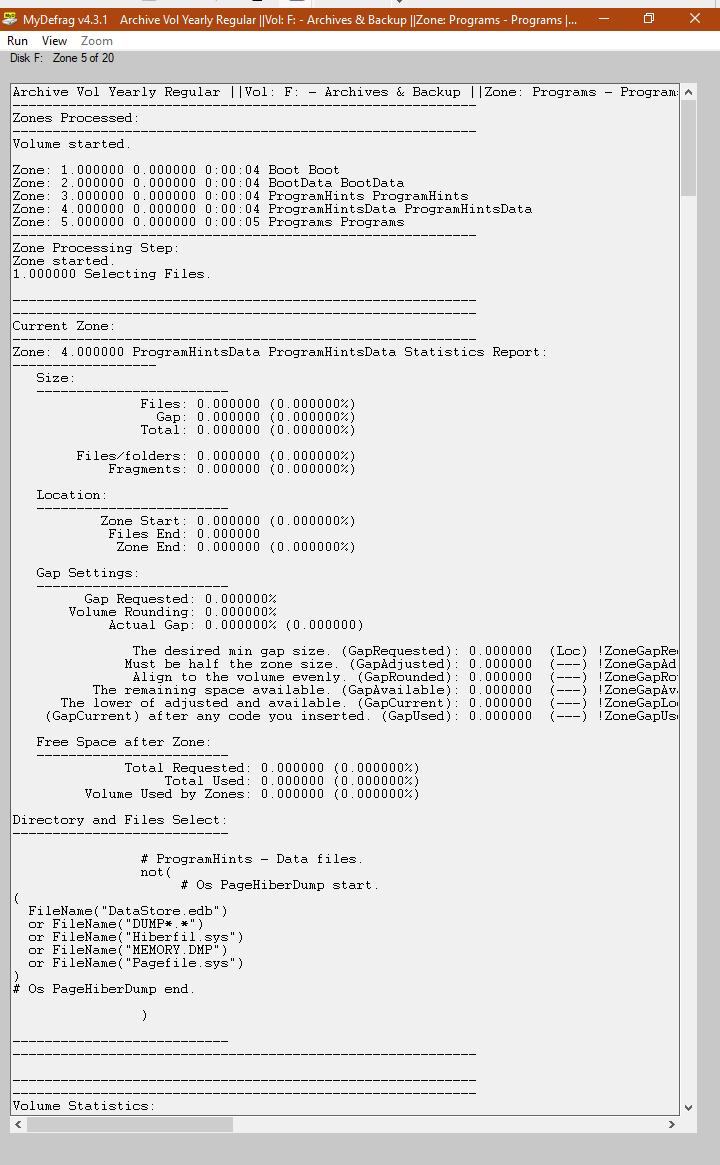 MyDefrag v4.3.1   Archive Vol Yearly Regular ||Vol: F: - Archives & Backup ||Zone: Programs - Programs |...
Run View Zoom
Disk F:   Zone 5 of 20
Archive Vol Yearly Regular ||Vol: F: - Archives & Backup ||Zone: Programs - Program
----------------------------------------------------------
Zones Processed:
----------------------------------------------------------
Volume started.
Zone: 1.000000 0.000000 0:00:04 Boot Boot
Zone: 2.000000 0.000000 0:00:04 BootData BootData
Zone: 3.000000 0.000000 0:00:04 ProgramHints ProgramHints
Zone: 4.000000 0.000000 0:00:04 ProgramHintsData ProgramHintsData
Zone: 5.000000 0.000000 0:00:05 Programs Programs
----------------------------------------------------------
Zone Processing Step:
Zone started.
1.000000 Selecting Files.
----------------------------------------------------------
----------------------------------------------------------
Current Zone:
----------------------------------------------------------
Zone: 4.000000 ProgramHintsData ProgramHintsData Statistics Report:
------------------
Size:
------------------------
Files: 0.000000 (0.000000%)
Gap: 0.000000 (0.000000%)
Total: 0.000000 (0.000000%)
Files/folders: 0.000000 (0.000000%)
Fragments: 0.000000 (0.000000%)
Location:
------------------------
Zone Start: 0.000000 (0.000000%)
Files End: 0.000000
Zone End: 0.000000 (0.000000%)
Gap Settings:
------------------------
Gap Requested: 0.000000%
Volume Rounding: 0.000000%
Actual Gap: 0.000000% (0.000000)
The desired min gap size. (GapRequested): 0.000000  (Loc) !ZoneGapRe
Must be half the zone size. (GapAdjusted): 0.000000  (---) !ZoneGapAd
Align to the volume evenly. (GapRounded): 0.000000  (---) !ZoneGapRo
The remaining space available. (GapAvailable): 0.000000  (---) !ZoneGapAv
The lower of adjusted and available. (GapCurrent): 0.000000  (---) !ZoneGapLo
(GapCurrent) after any code you inserted. (GapUsed): 0.000000  (---) !ZoneGapUs
Free Space after Zone:
------------------------
Total Requested: 0.000000 (0.000000%)
Total Used: 0.000000 (0.000000%)
Volume Used by Zones: 0.000000 (0.000000%)
Directory and Files Select:
---------------------------
# ProgramHints - Data files.
not(
# Os PageHiberDump start.
(
FileName("DataStore.edb")
or FileName("DUMP*.*")
or FileName("Hiberfil.sys")
or FileName("MEMORY.DMP")
or FileName("Pagefile.sys")
)
# Os PageHiberDump end.
)
---------------------------
----------------------------------------------------------
----------------------------------------------------------
----------------------------------------------------------
Volume Statistics: